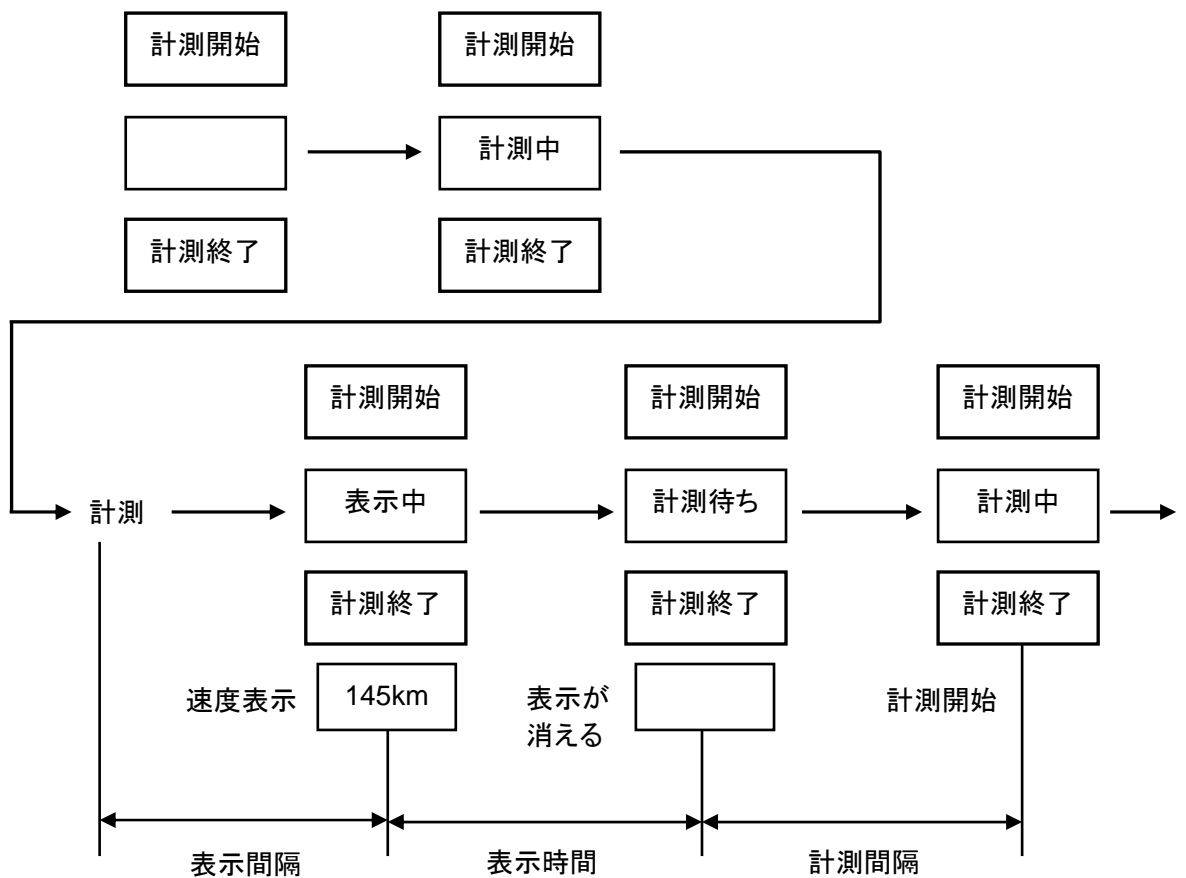 計測開始
計測開始
計測中
計測終了
計測終了
計測開始
計測開始
計測開始
計測
表示中
計測待ち
計測中
計測終了
計測終了
計測終了
速度表示
145km
表示が
消える
計測開始
表示間隔
表示時間
計測間隔